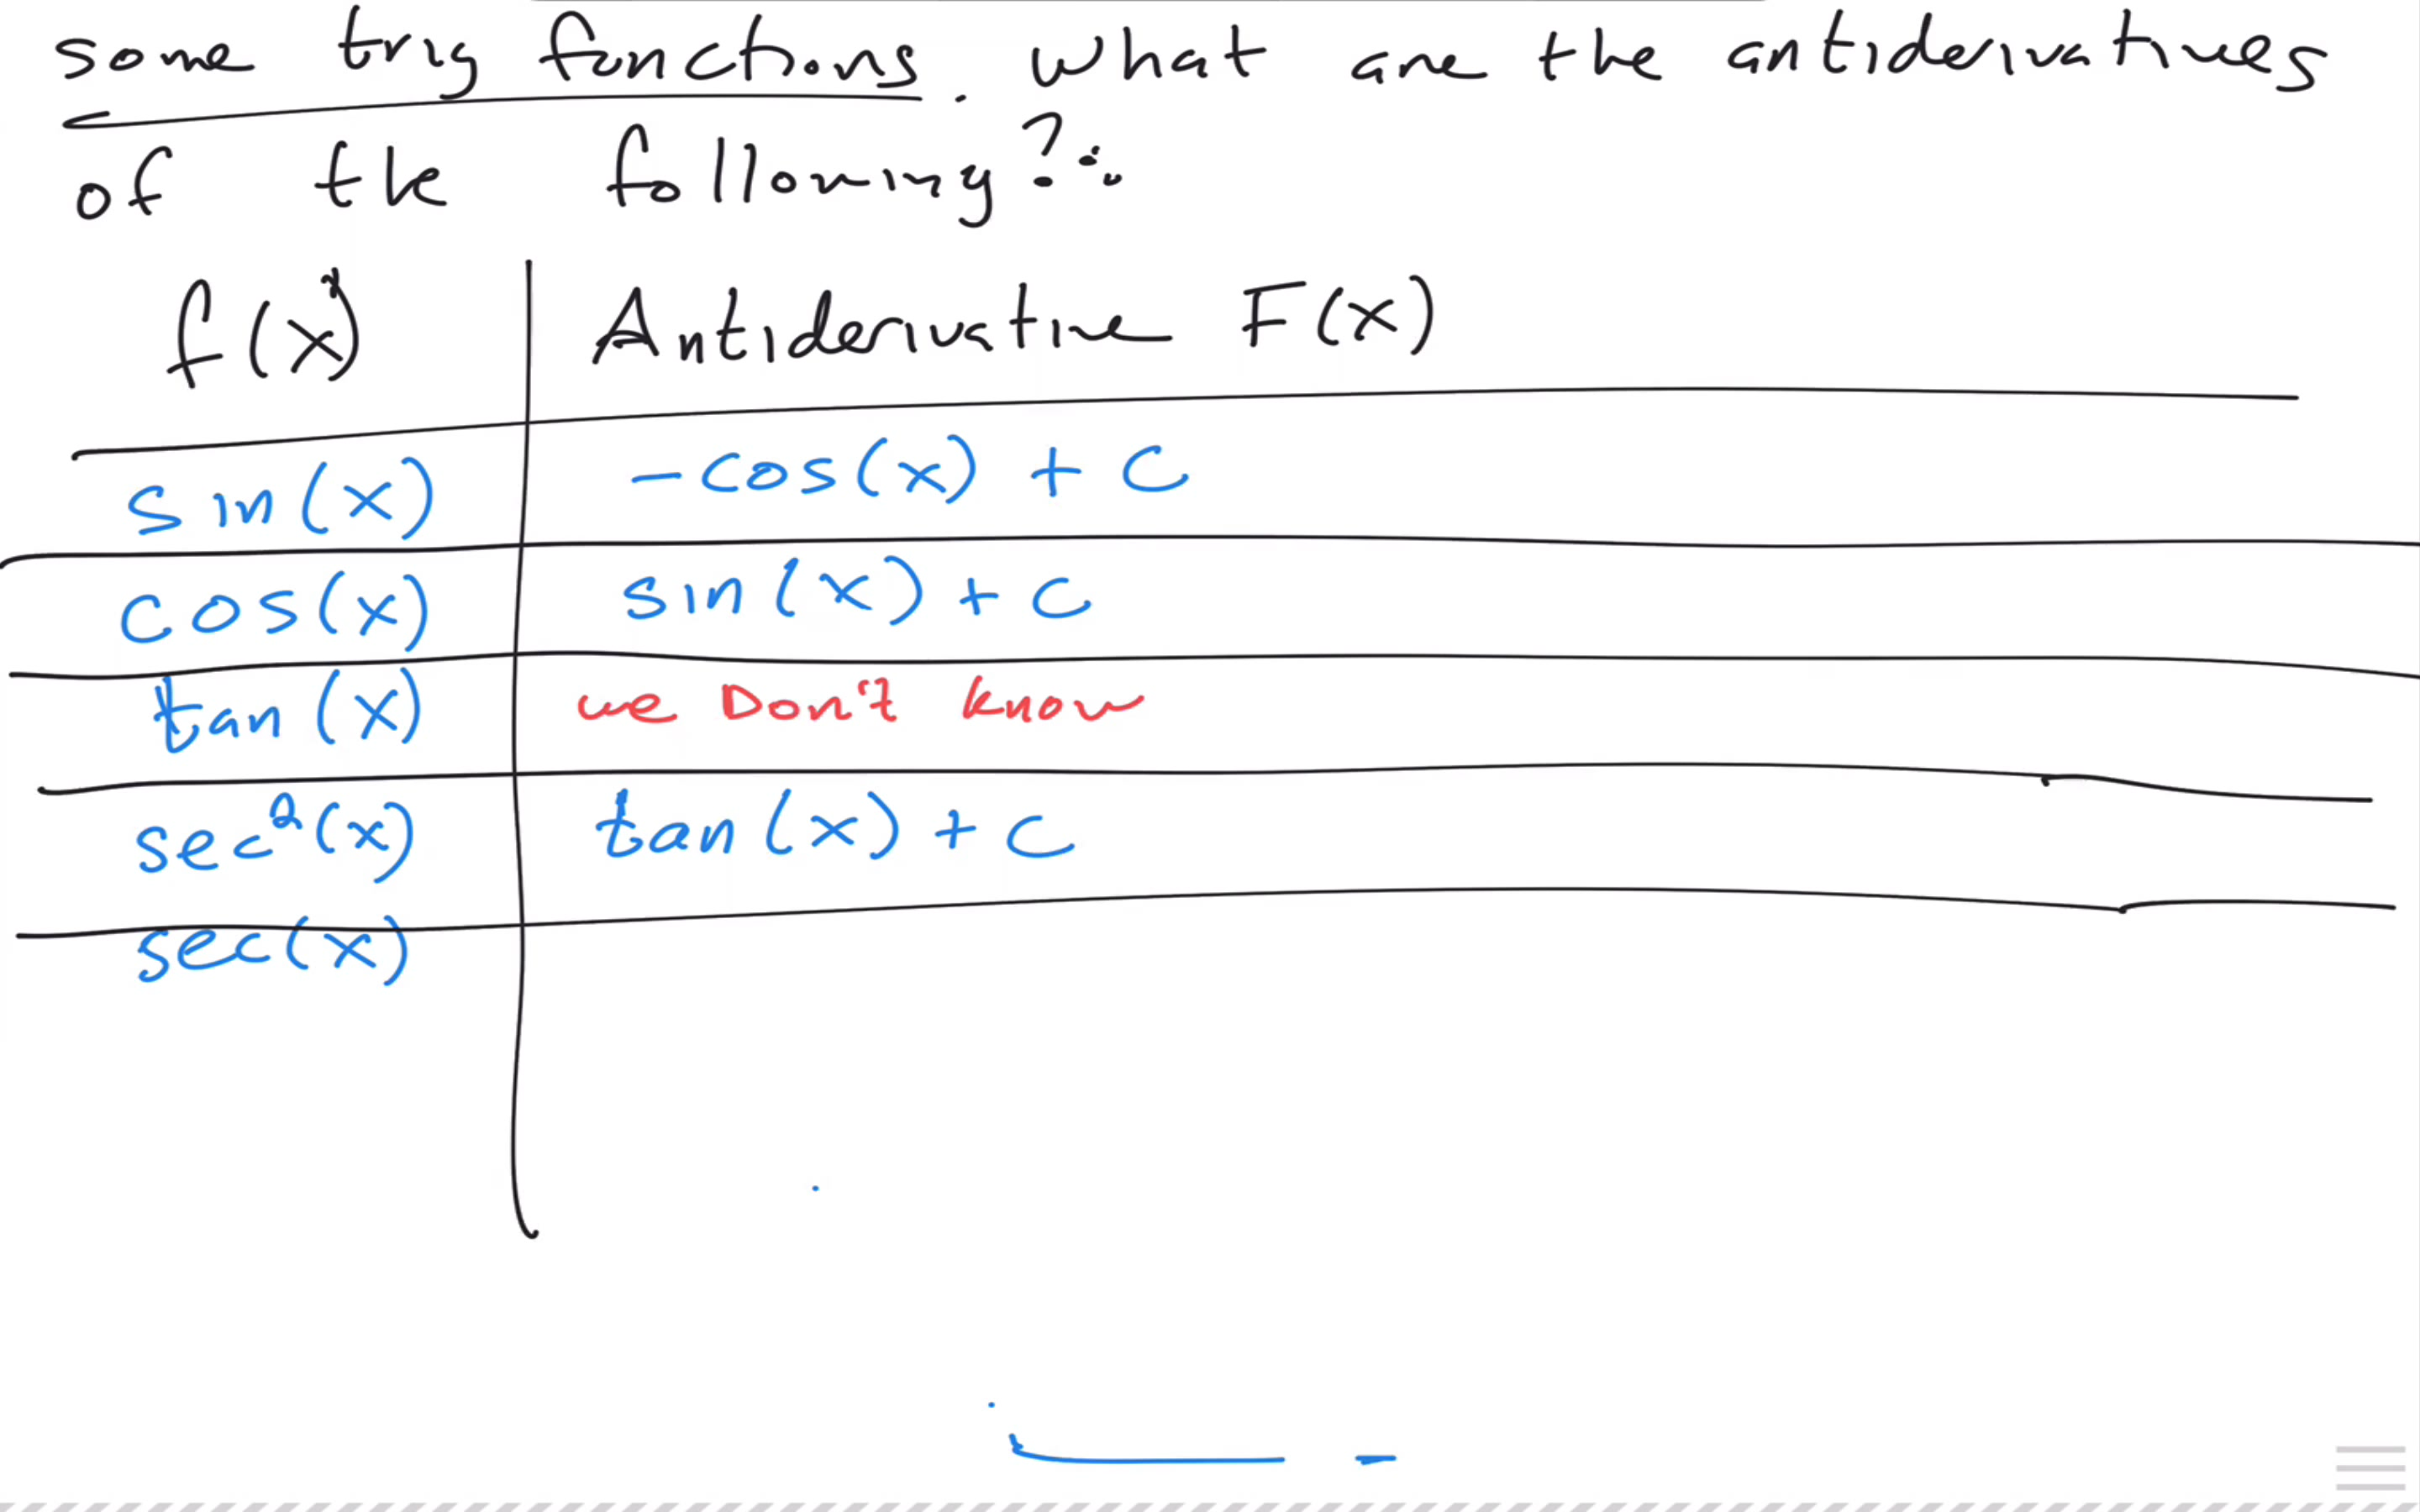 some trig functions. What are the antiderivatives
of the following?:
f(x) Antiderivative F(x)
sin(x) -cos(x) + C
cos(x) sin(x) + C
tan(x) we Don't know
sec²(x) tan(x) + C
sec(x)